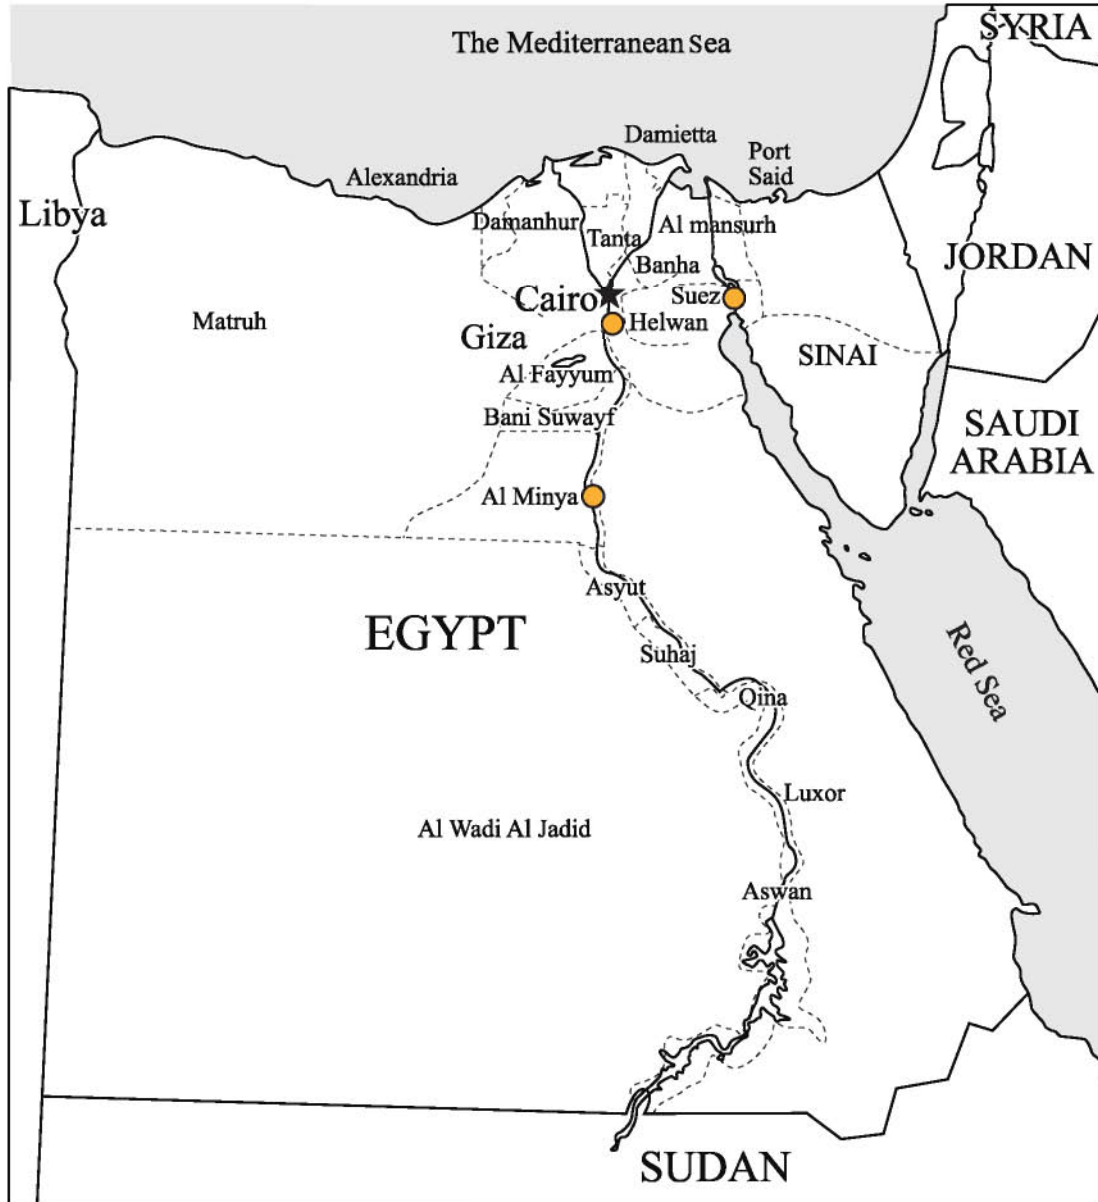 SYRIA
The Mediterranean Sea
Damietta
Port
Said
Alexandria
Libya
Damanhur
Al mansurh
Tanta
JORDAN
Banha
Cairo
Suez
Matruh
Helwan
Giza
SINAI
Al Fayyum
Bani Suwayf
SAUDI
ARABIA
Al Minya
Asyut
EGYPT
Suhaj
Red Sea
Qina
Luxor
Al Wadi Al Jadid
Aswan
SUDAN